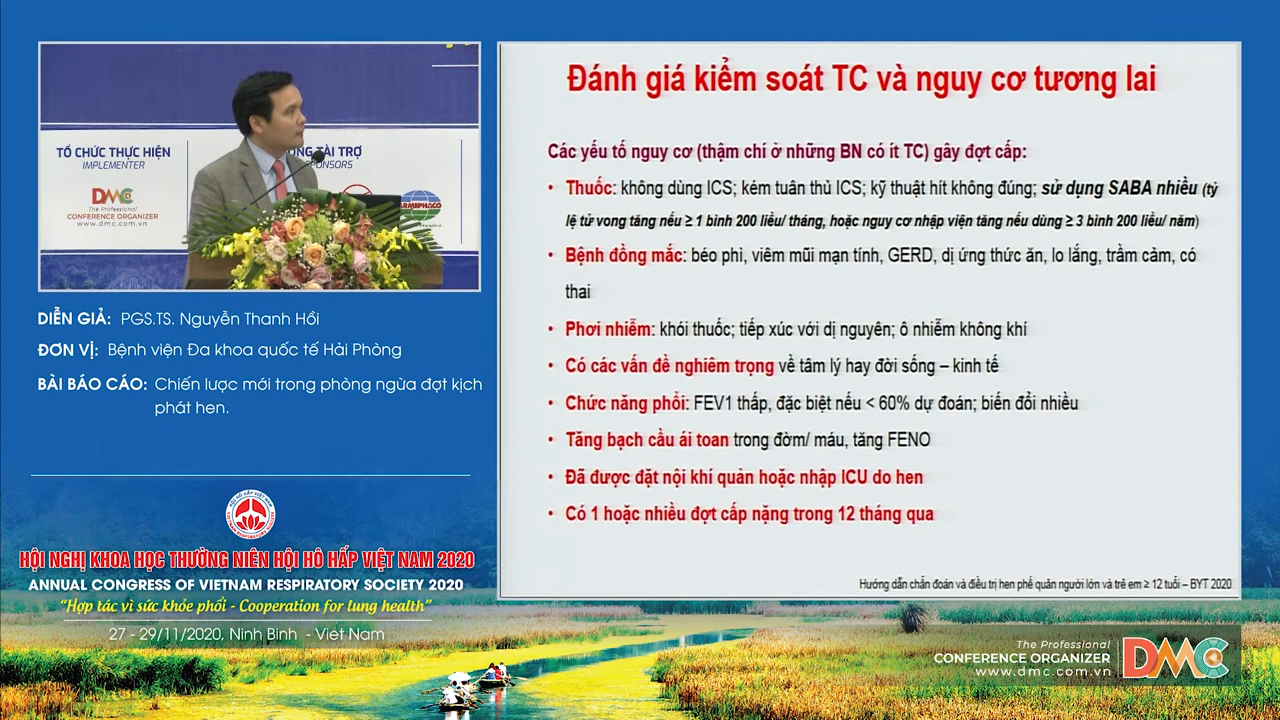 TỔ CHỨC THỰC HIỆN
IMPLEMENTER
DMC
The Professional
CONFERENCE ORGANIZER
www.dmc.com.vn
TÀI TRỢ
DIỄN GIẢ: PGS.TS. Nguyễn Thanh Hồi
ĐƠN VỊ: Bệnh viện Đa khoa quốc tế Hải Phòng
BÀI BÁO CÁO: Chiến lược mới trong phòng ngừa đợt kịch
phát hen.
HỘI NGHỊ KHOA HỌC THƯỜNG NIÊN HỘI HÔ HẤP VIỆT NAM 2020
ANNUAL CONGRESS OF VIETNAM RESPIRATORY SOCIETY 2020
“Hợp tác vì sức khỏe phổi - Cooperation for lung health”
27 - 29/11/2020, Ninh Bình - Việt Nam
Đánh giá kiểm soát TC và nguy cơ tương lai
Các yếu tố nguy cơ (thậm chí ở những BN có ít TC) gây đợt cấp:
• Thuốc: không dùng ICS; kém tuân thủ ICS; kỹ thuật hít không đúng; sử dụng SABA nhiều (tỷ
lệ tử vong tăng nếu ≥ 1 bình 200 liều/ tháng, hoặc nguy cơ nhập viện tăng nếu dùng ≥ 3 bình 200 liều/ năm)
• Bệnh đồng mắc: béo phì, viêm mũi mạn tính, GERD, dị ứng thức ăn, lo lắng, trầm cảm, có
thai
• Phơi nhiễm: khói thuốc; tiếp xúc với dị nguyên; ô nhiễm không khí
• Có các vấn đề nghiêm trọng về tâm lý hay đời sống – kinh tế
• Chức năng phổi: FEV1 thấp, đặc biệt nếu < 60% dự đoán; biến đổi nhiều
• Tăng bạch cầu ái toan trong đờm/ máu, tăng FENO
• Đã được đặt nội khí quản hoặc nhập ICU do hen
• Có 1 hoặc nhiều đợt cấp nặng trong 12 tháng qua
Hướng dẫn chẩn đoán và điều trị hen phế quản người lớn và trẻ em ≥ 12 tuổi – BYT 2020
The Professional
CONFERENCE ORGANIZER
www.dmc.com.vn
DMC